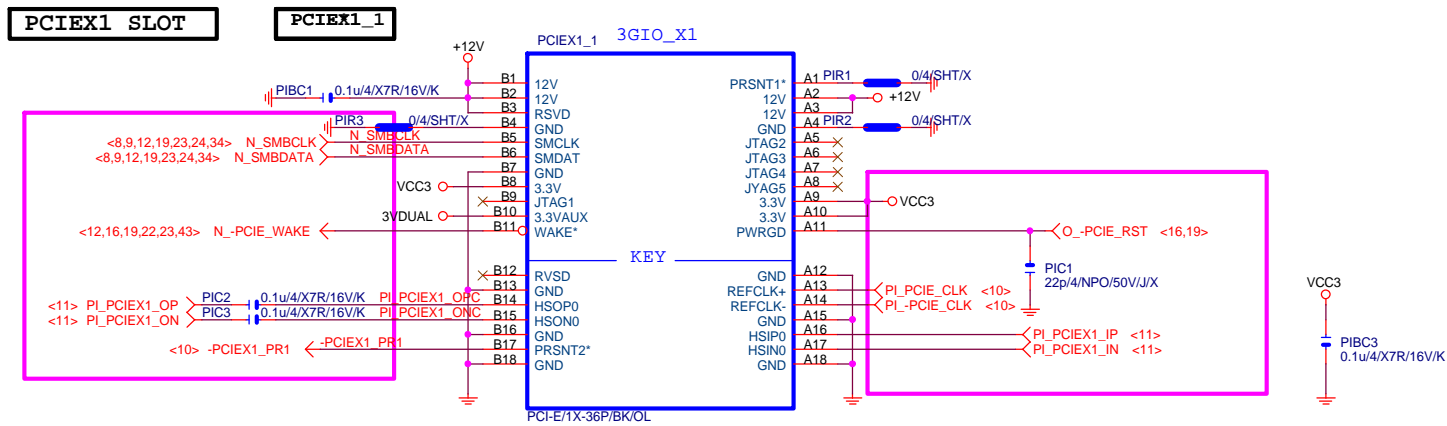 PCIEX1 SLOT
PCIEX1_1
PCIEX1_1 3GIO_X1
+12V
PIBC1 0.1u/4/X7R/16V/K
B1 12V PRSNT1* A1 PIR1 0/4/SHT/X
B2 12V 12V A2 +12V
B3 RSVD 12V A3
PIR3 0/4/SHT/X B4 GND GND A4 PIR2 0/4/SHT/X
<8,9,12,19,23,24,34> N_SMBCLK N_SMBCLK B5 SMCLK JTAG2 A5
<8,9,12,19,23,24,34> N_SMBDATA N_SMBDATA B6 SMDAT JTAG3 A6
B7 GND JTAG4 A7
VCC3 B8 3.3V JYAG5 A8
B9 JTAG1 3.3V A9 VCC3
3VDUAL B10 3.3VAUX 3.3V A10
<12,16,19,22,23,43> N_-PCIE_WAKE B11 WAKE* PWRGD A11 O_-PCIE_RST <16,19>
KEY
B12 RVSD GND A12 PIC1
22p/4/NPO/50V/J/X
B13 GND REFCLK+ A13 PI_PCIE_CLK <10>
<11> PI_PCIEX1_OP PIC2 0.1u/4/X7R/16V/K PI_PCIEX1_OPC B14 HSOP0 REFCLK- A14 PI_-PCIE_CLK <10>
<11> PI_PCIEX1_ON PIC3 0.1u/4/X7R/16V/K PI_PCIEX1_ONC B15 HSON0 GND A15
B16 GND HSIP0 A16 PI_PCIEX1_IP <11>
<10> -PCIEX1_PR1 -PCIEX1_PR1 B17 PRSNT2* HSIN0 A17 PI_PCIEX1_IN <11>
B18 GND GND A18
VCC3
PIBC3
0.1u/4/X7R/16V/K
PCI-E/1X-36P/BK/OL